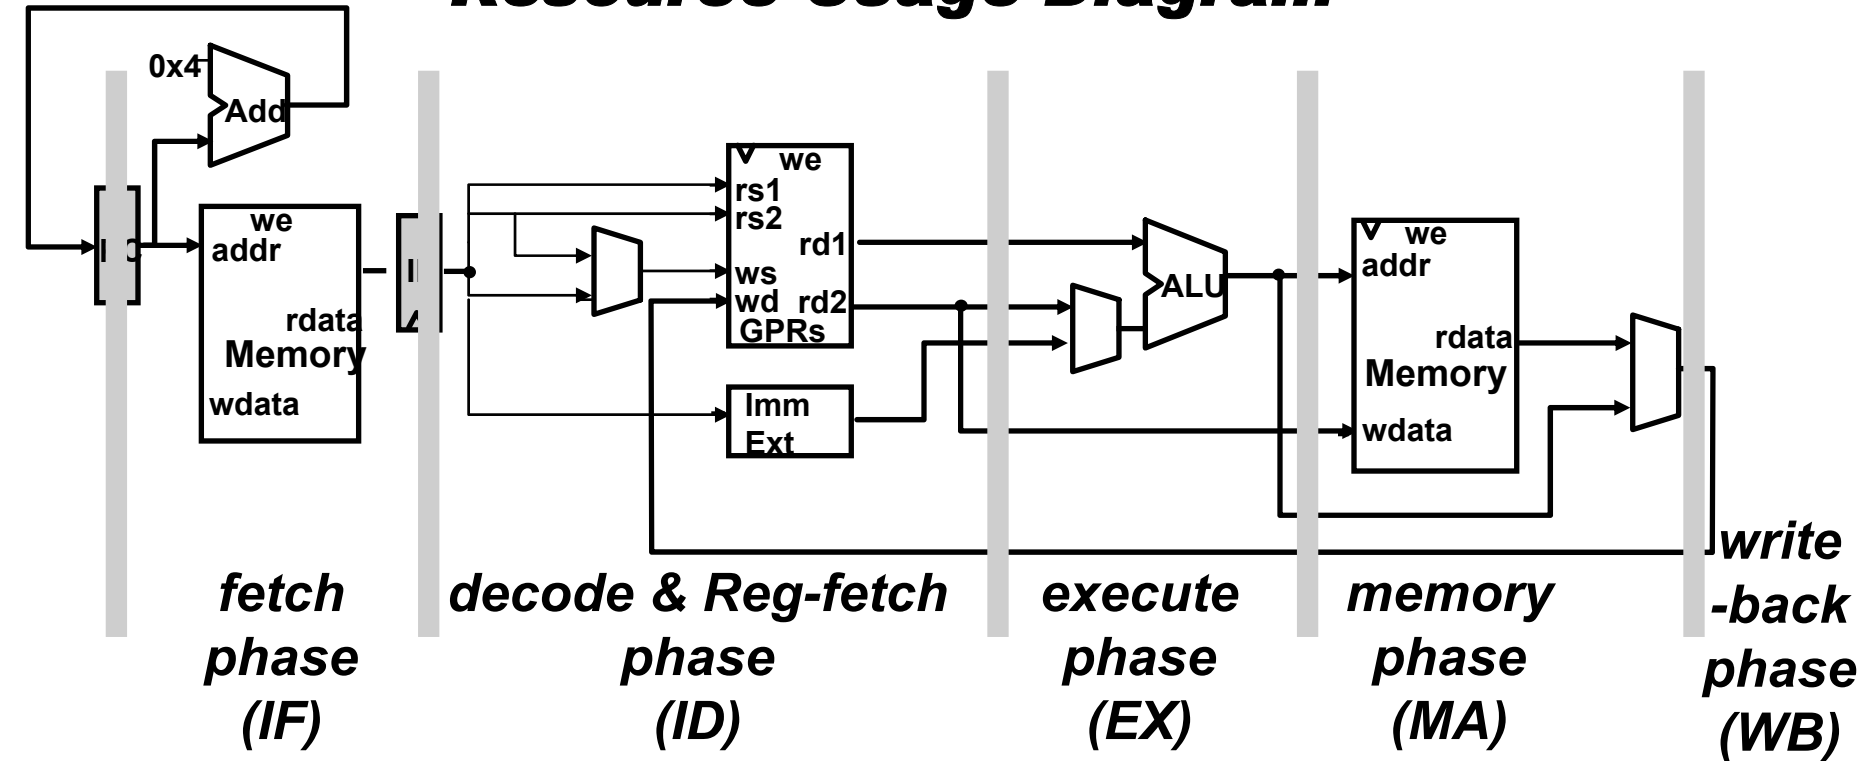 Resource Usage Diagram
0x4
Add
we
addr
rdata
Memory
wdata
we
rs1
rs2
rd1
ws
wd rd2
GPRs
Imm
Ext
ALU
we
addr
rdata
Memory
wdata
fetch
phase
(IF)
decode & Reg-fetch
phase
(ID)
execute
phase
(EX)
memory
phase
(MA)
write
-back
phase
(WB)